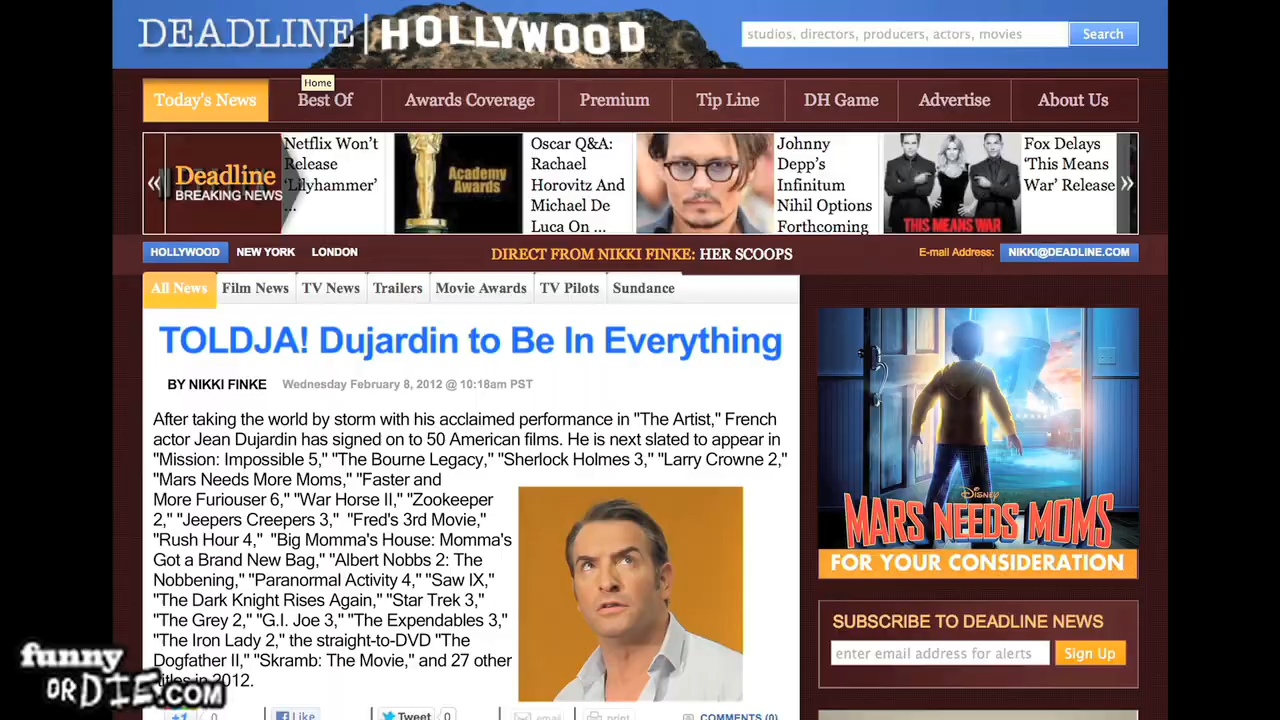 DEADLINE|HOLLYWOOD
studios, directors, producers, actors, movies
Search
Home
Today's News
Best Of
Awards Coverage
Premium
Tip Line
DH Game
Advertise
About Us
«
Deadline
BREAKING NEWS
Netflix Won't
Release
'Lilyhammer'
...
Academy
Awards
Oscar Q&A:
Rachael
Horovitz And
Michael De
Luca On ...
Johnny
Depp's
Infinitum
Nihil Options
Forthcoming
THIS MEANS WAR
Fox Delays
'This Means
War' Release
»
HOLLYWOOD
NEW YORK
LONDON
DIRECT FROM NIKKI FINKE: HER SCOOPS
E-mail Address:
NIKKI@DEADLINE.COM
All News
Film News
TV News
Trailers
Movie Awards
TV Pilots
Sundance
TOLDJA! Dujardin to Be In Everything
BY NIKKI FINKE Wednesday February 8, 2012 @ 10:18am PST
After taking the world by storm with his acclaimed performance in "The Artist," French
actor Jean Dujardin has signed on to 50 American films. He is next slated to appear in
"Mission: Impossible 5," "The Bourne Legacy," "Sherlock Holmes 3," "Larry Crowne 2,"
"Mars Needs More Moms," "Faster and
More Furiouser 6," "War Horse II," "Zookeeper
2," "Jeepers Creepers 3," "Fred's 3rd Movie,"
"Rush Hour 4," "Big Momma's House: Momma's
Got a Brand New Bag," "Albert Nobbs 2: The
Nobbening," "Paranormal Activity 4," "Saw IX,"
"The Dark Knight Rises Again," "Star Trek 3,"
"The Grey 2," "G.I. Joe 3," "The Expendables 3,"
"The Iron Lady 2," the straight-to-DVD "The
Dogfather II," "Skramb: The Movie," and 27 other
titles in 2012.
+1 0
Like
Tweet 0
email
print
COMMENTS (0)
Disney
MARS NEEDS MOMS
FOR YOUR CONSIDERATION
SUBSCRIBE TO DEADLINE NEWS
enter email address for alerts
Sign Up
funny
OR DIE.COM